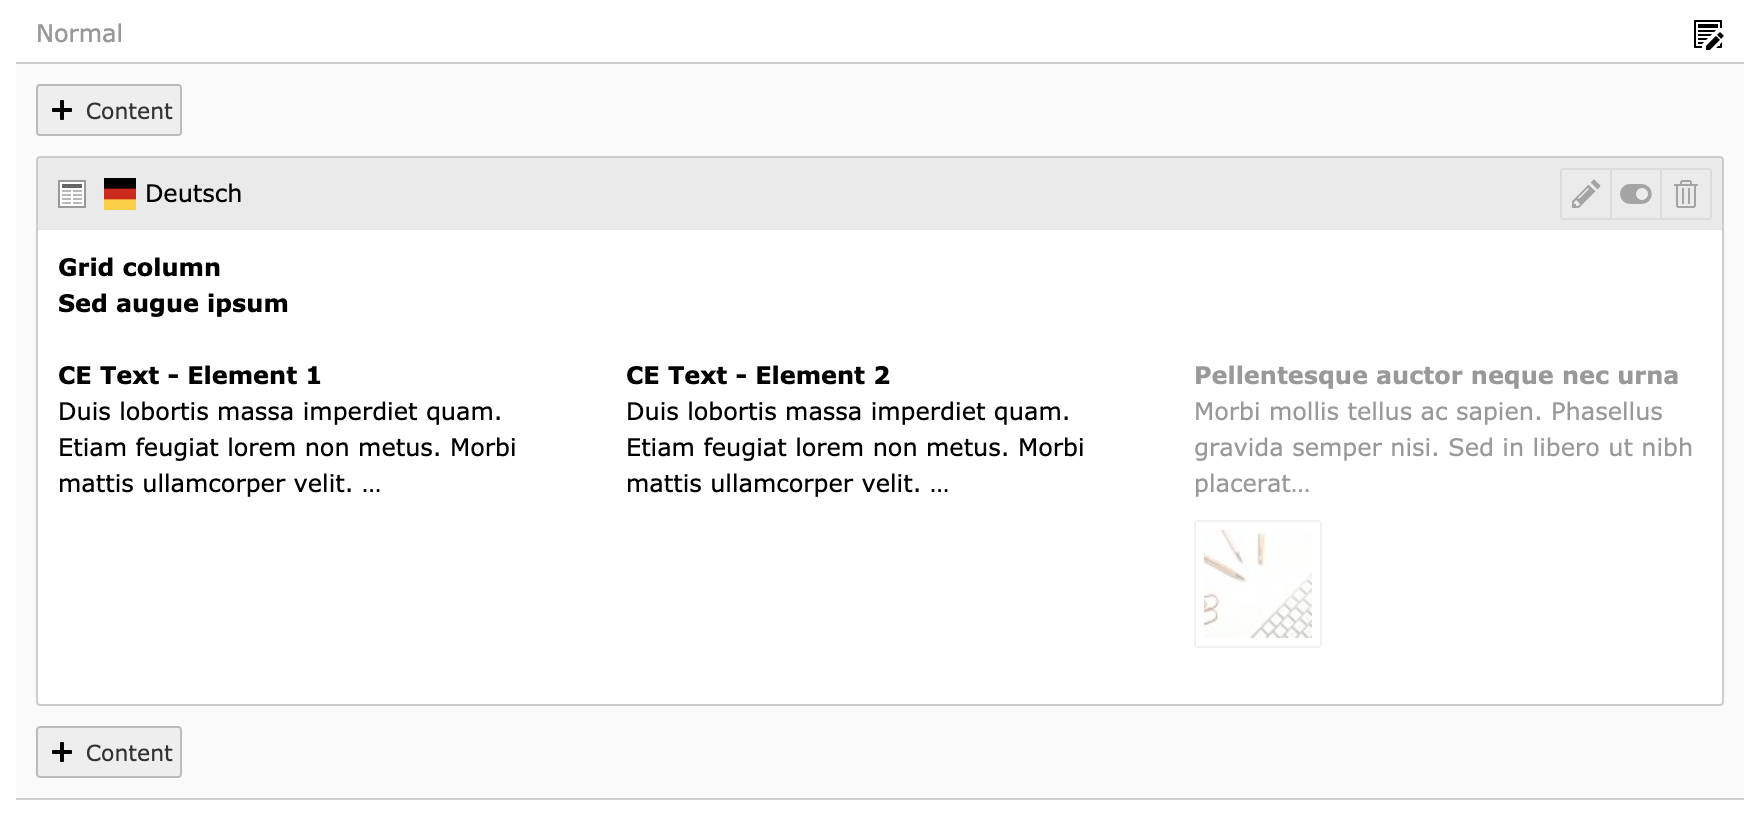 Normal
Content
Deutsch
Grid column
Sed augue ipsum
CE Text - Element 1
Duis lobortis massa imperdiet quam.
Etiam feugiat lorem non metus. Morbi
mattis ullamcorper velit. ...
CE Text - Element 2
Duis lobortis massa imperdiet quam.
Etiam feugiat lorem non metus. Morbi
mattis ullamcorper velit. ...
Pellentesque auctor neque nec urna
Morbi mollis tellus ac sapien. Phasellus
gravida semper nisi. Sed in libero ut nibh
placerat...
Content